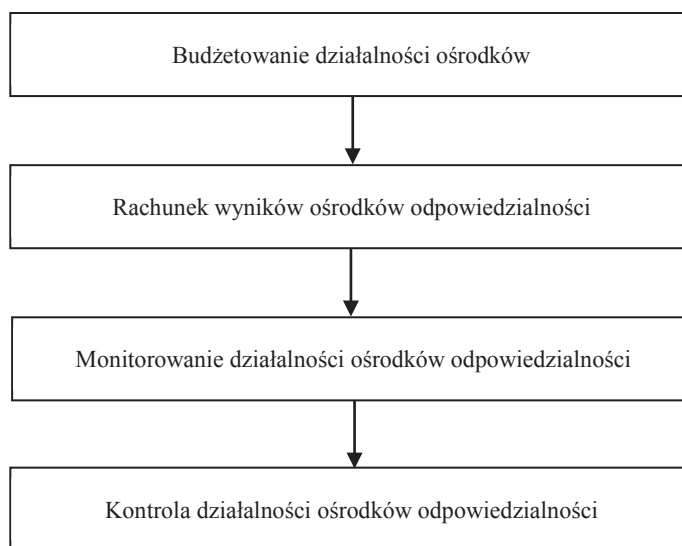 Budżetowanie działalności ośrodków
Rachunek wyników ośrodków odpowiedzialności
Monitorowanie działalności ośrodków odpowiedzialności
Kontrola działalności ośrodków odpowiedzialności